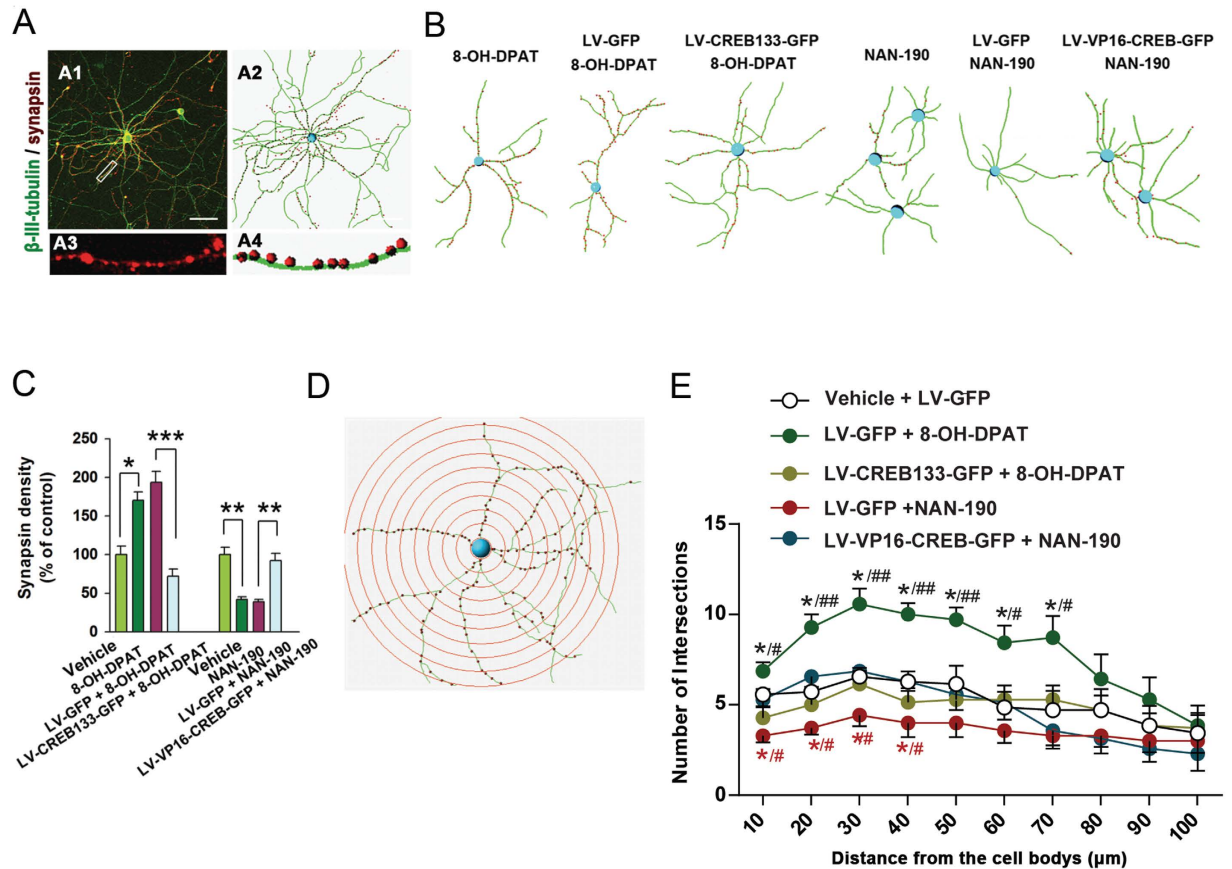 A
A1
A2
A3
A4
β-III-tubulin / synapsin
B
8-OH-DPAT
LV-GFP
8-OH-DPAT
LV-CREB133-GFP
8-OH-DPAT
NAN-190
LV-GFP
NAN-190
LV-VP16-CREB-GFP
NAN-190
C
Synapsin density
(% of control)
250
200
150
100
50
0
*
***
**
**
Vehicle
8-OH-DPAT
LV-GFP + 8-OH-DPAT
LV-CREB133-GFP + 8-OH-DPAT
Vehicle
NAN-190
LV-GFP + NAN-190
LV-VP16-CREB-GFP + NAN-190
D
E
Vehicle + LV-GFP
LV-GFP + 8-OH-DPAT
LV-CREB133-GFP + 8-OH-DPAT
LV-GFP +NAN-190
LV-VP16-CREB-GFP + NAN-190
Number of Intersections
15
10
5
0
*/#
*/##
*/##
*/##
*/##
*/#
*/#
*/#
*/#
*#
*/#
10
20
30
40
50
60
70
80
90
100
Distance from the cell bodys (µm)